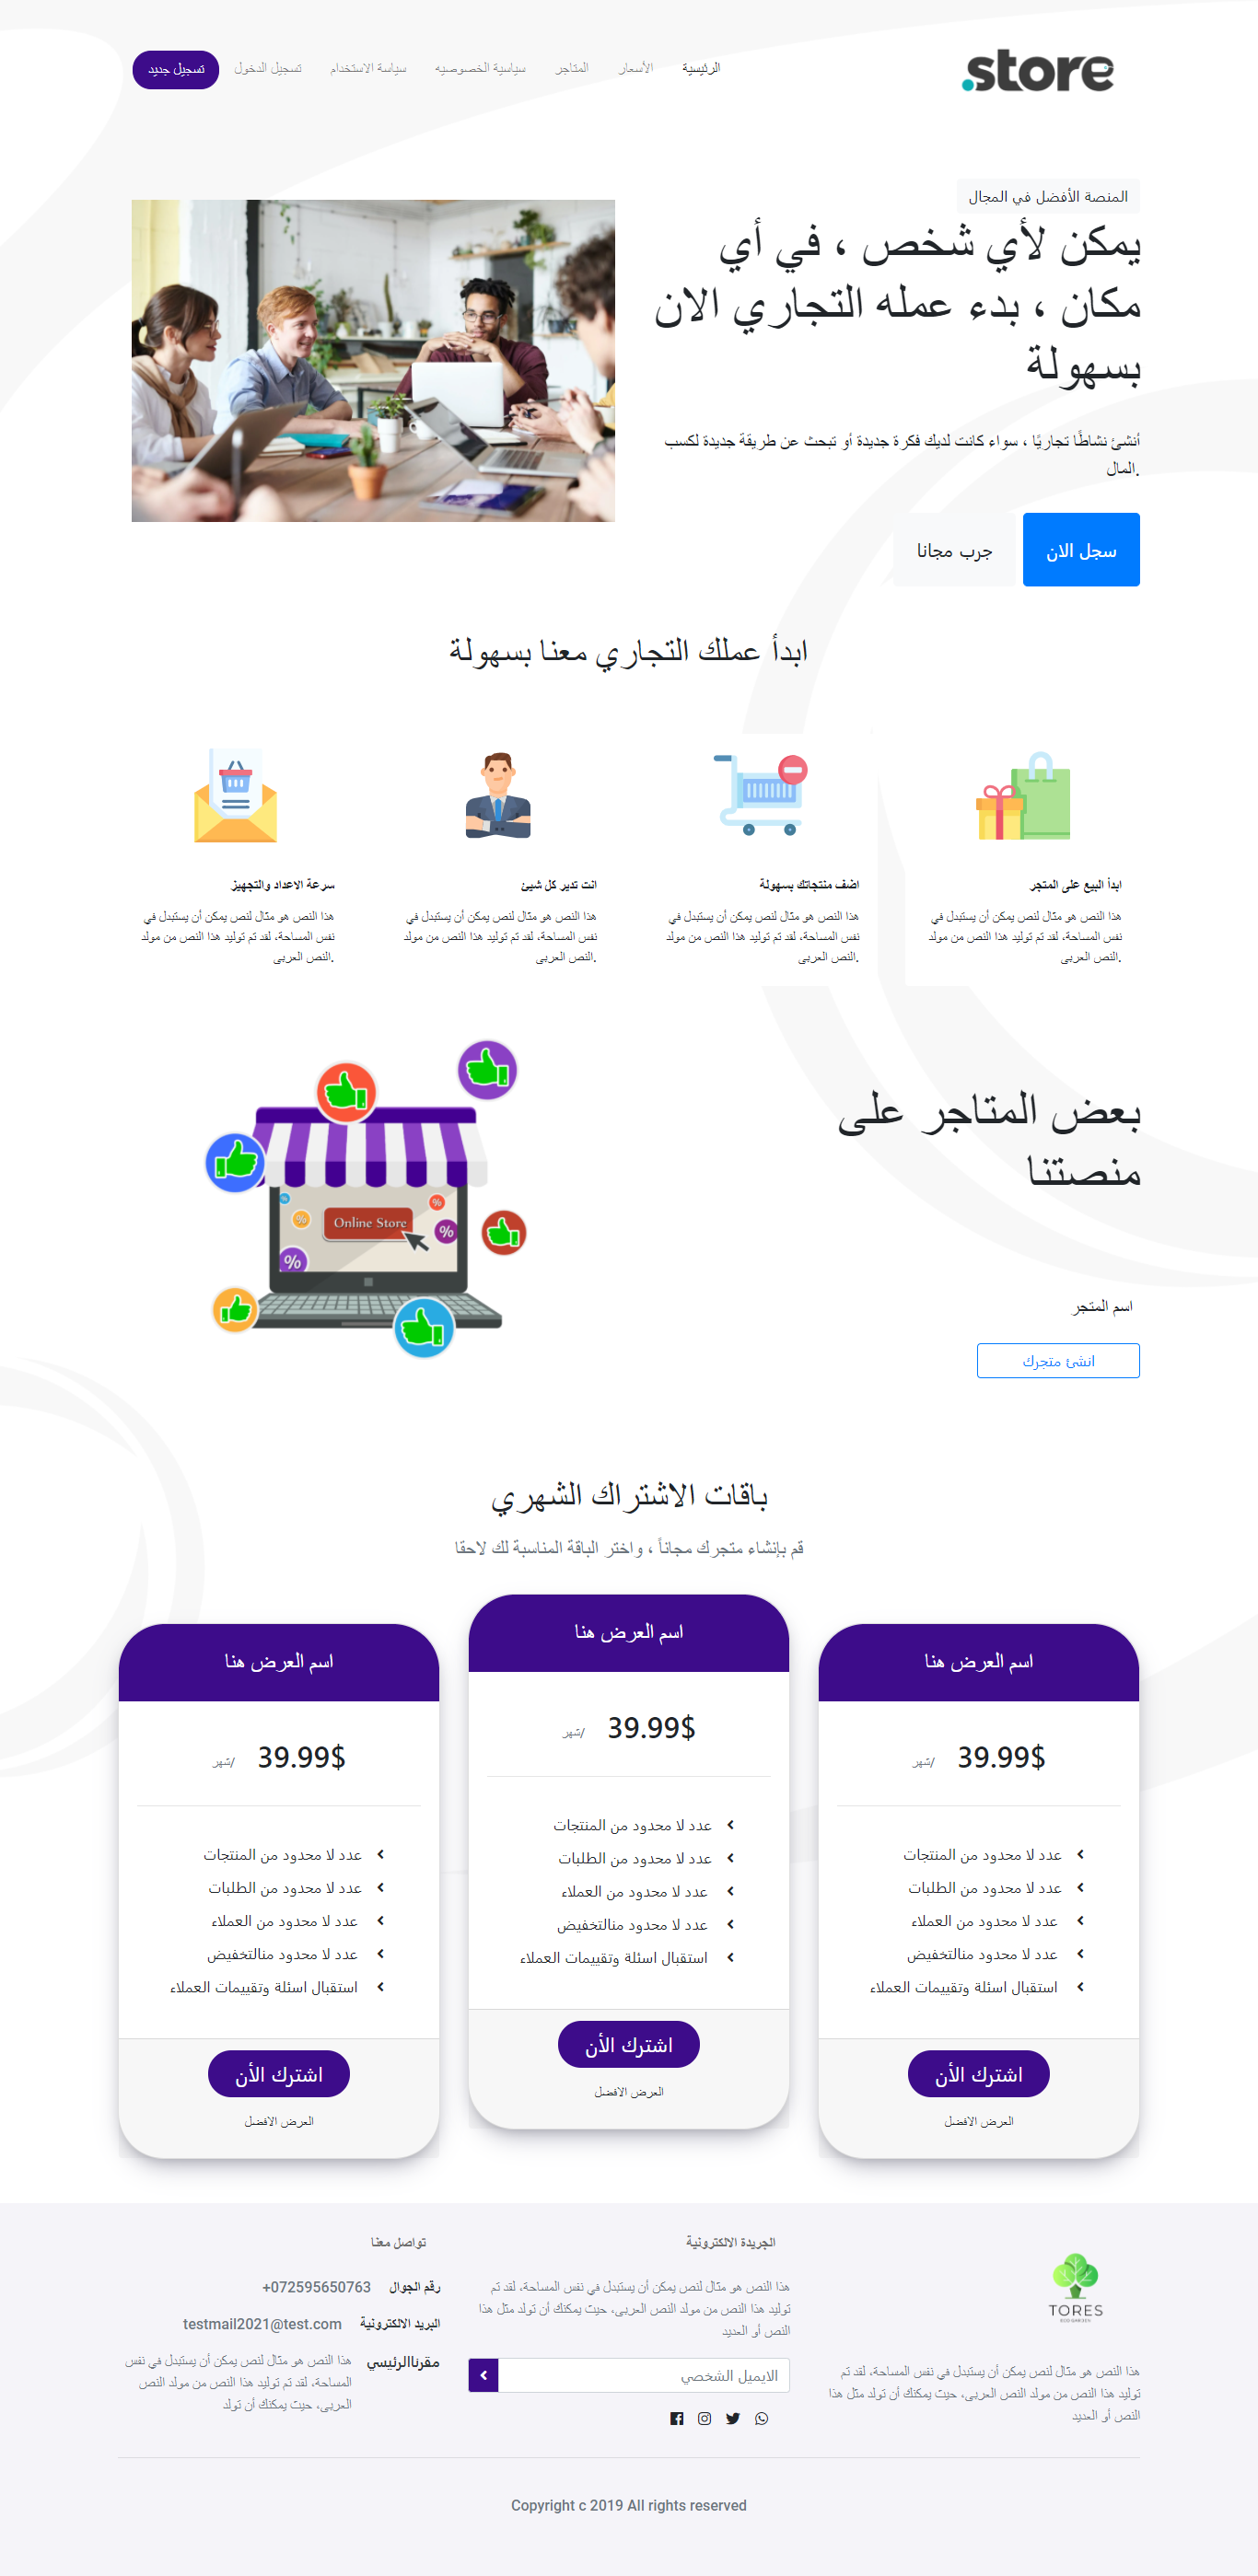 .store
الرئيسية
الأسعار
المتاجر
سياسية الخصوصيه
سياسة الاستخدام
تسجيل الدخول
تسجيل جديد
المنصة الأفضل في المجال
يمكن لأي شخص ، في أي
مكان ، بدء عمله التجاري الان
بسهولة
أنشئ نشاطًا تجاريًا ، سواء كانت لديك فكرة جديدة أو تبحث عن طريقة جديدة لكسب
المال.
سجل الان
جرب مجانا
ابدأ عملك التجاري معنا بسهولة
ابدأ البيع على المتجر
هذا النص هو مثال لنص يمكن أن يستبدل في
نفس المساحة، لقد تم توليد هذا النص من مولد
النص العربى.
اضف منتجاتك بسهولة
هذا النص هو مثال لنص يمكن أن يستبدل في
نفس المساحة، لقد تم توليد هذا النص من مولد
النص العربى.
انت تدير كل شيئ
هذا النص هو مثال لنص يمكن أن يستبدل في
نفس المساحة، لقد تم توليد هذا النص من مولد
النص العربى.
سرعة الاعداد والتجهيز
هذا النص هو مثال لنص يمكن أن يستبدل في
نفس المساحة، لقد تم توليد هذا النص من مولد
النص العربى.
بعض المتاجر على
منصتنا
اسم المتجر
انشئ متجرك
Online Store
%
%
%
%
%
باقات الاشتراك الشهري
قم بإنشاء متجرك مجاناً ، واختر الباقة المناسبة لك لاحقا
اسم العرض هنا
39.99$ /شهر
عدد لا محدود من المنتجات
عدد لا محدود من الطلبات
عدد لا محدود من العملاء
عدد لا محدود منالتخفيض
استقبال اسئلة وتقييمات العملاء
اشترك الأن
العرض الافضل
اسم العرض هنا
39.99$ /شهر
عدد لا محدود من المنتجات
عدد لا محدود من الطلبات
عدد لا محدود من العملاء
عدد لا محدود منالتخفيض
استقبال اسئلة وتقييمات العملاء
اشترك الأن
العرض الافضل
اسم العرض هنا
39.99$ /شهر
عدد لا محدود من المنتجات
عدد لا محدود من الطلبات
عدد لا محدود من العملاء
عدد لا محدود منالتخفيض
استقبال اسئلة وتقييمات العملاء
اشترك الأن
العرض الافضل
TORES
ECO GARDEN
هذا النص هو مثال لنص يمكن أن يستبدل في نفس المساحة، لقد تم
توليد هذا النص من مولد النص العربى، حيث يمكنك أن تولد مثل هذا
النص أو العديد
الجريدة الالكترونية
هذا النص هو مثال لنص يمكن أن يستبدل في نفس المساحة، لقد تم
توليد هذا النص من مولد النص العربى، حيث يمكنك أن تولد مثل هذا
النص أو العديد
الايميل الشخصي
تواصل معنا
رقم الجوال +072595650763
البريد الالكترونية testmail2021@test.com
مقرناالرئيسي
هذا النص هو مثال لنص يمكن أن يستبدل في نفس
المساحة، لقد تم توليد هذا النص من مولد النص
العربى، حيث يمكنك أن تولد
Copyright c 2019 All rights reserved